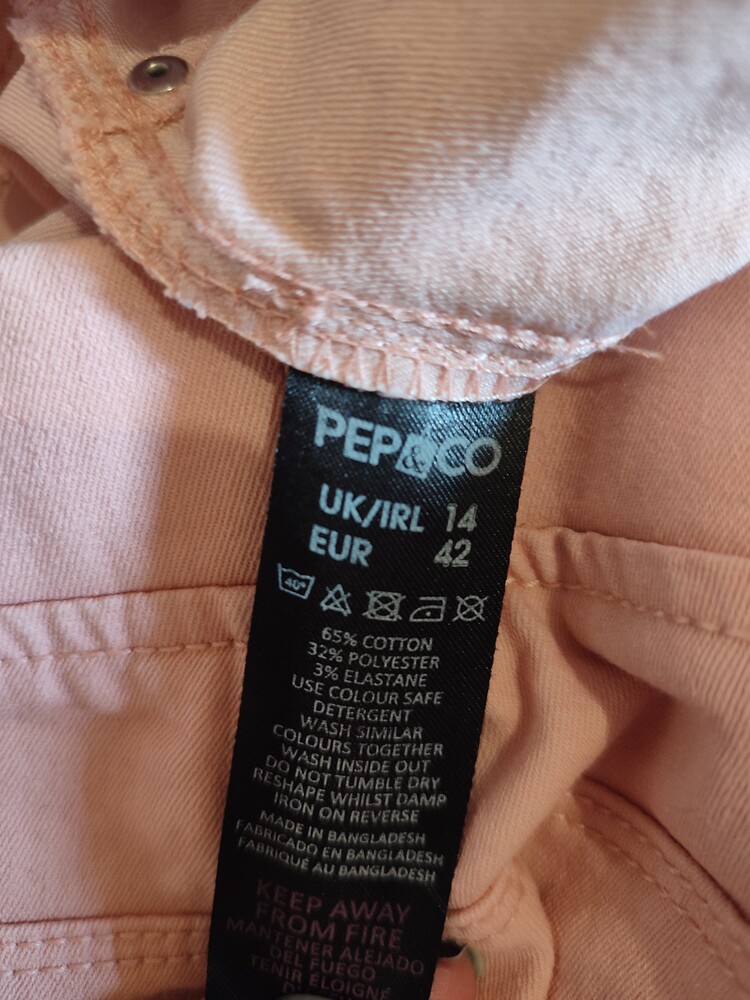 PEP&CO
UK/IRL 14
EUR 42
40°
65% COTTON
32% POLYESTER
3% ELASTANE
USE COLOUR SAFE
DETERGENT
WASH SIMILAR
COLOURS TOGETHER
WASH INSIDE OUT
DO NOT TUMBLE DRY
RESHAPE WHILST DAMP
IRON ON REVERSE
MADE IN BANGLADESH
FABRICADO EN BANGLADESH
FABRIQUÉ AU BANGLADESH
KEEP AWAY
FROM FIRE
MANTENER ALEJADO
DEL FUEGO
TENIR ÉLOIGNÉ